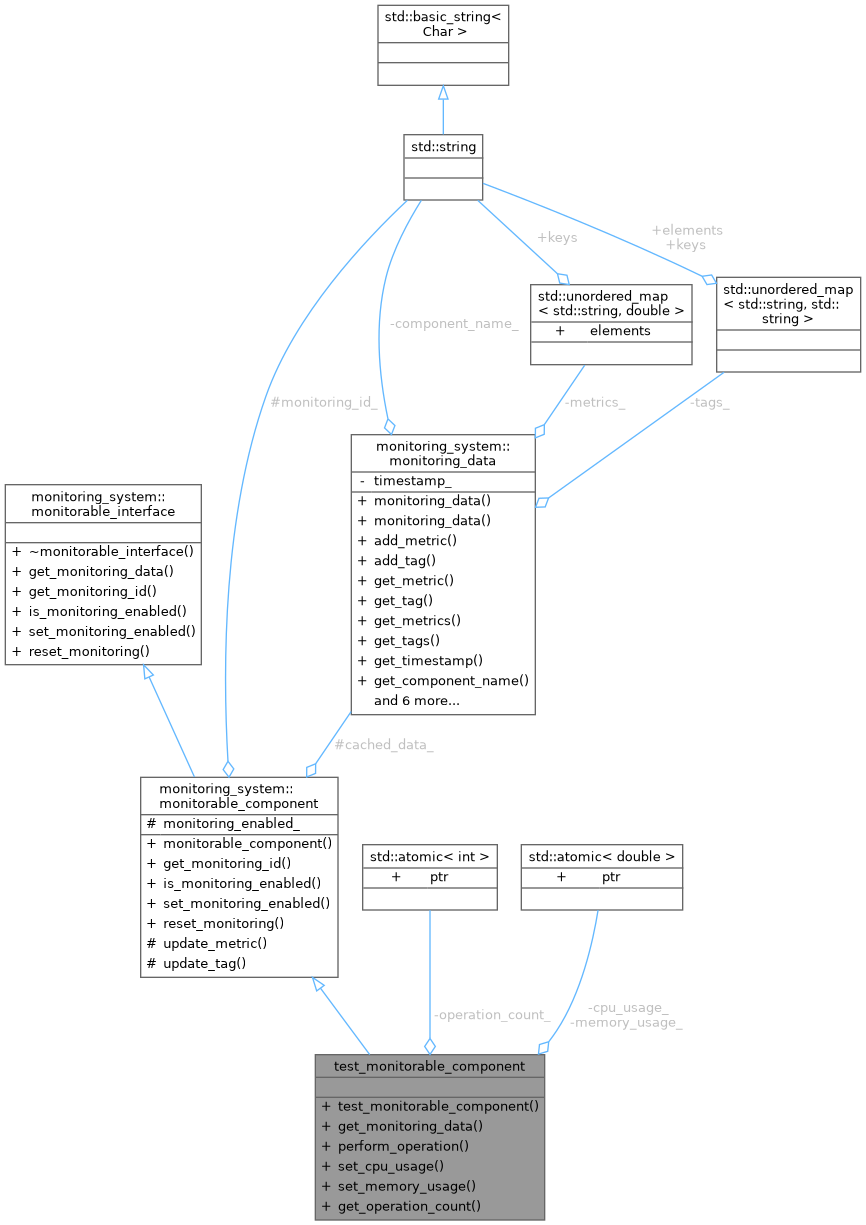 std::basic_string<
Char >
std::string
+elements
+keys
+keys
std::unordered_map
< std::string, std::
string >
std::unordered_map
< std::string, double >
+ elements
-component_name_
#monitoring_id_
-metrics_
-tags_
monitoring_system::
monitoring_data
- timestamp_
+ monitoring_data()
+ monitoring_data()
+ add_metric()
+ add_tag()
+ get_metric()
+ get_tag()
+ get_metrics()
+ get_tags()
+ get_timestamp()
+ get_component_name()
and 6 more...
monitoring_system::
monitorable_interface
+ ~monitorable_interface()
+ get_monitoring_data()
+ get_monitoring_id()
+ is_monitoring_enabled()
+ set_monitoring_enabled()
+ reset_monitoring()
#cached_data_
monitoring_system::
monitorable_component
# monitoring_enabled_
+ monitorable_component()
+ get_monitoring_id()
+ is_monitoring_enabled()
+ set_monitoring_enabled()
+ reset_monitoring()
# update_metric()
# update_tag()
std::atomic< int >
+ ptr
std::atomic< double >
+ ptr
-operation_count_
-cpu_usage_
-memory_usage_
test_monitorable_component
+ test_monitorable_component()
+ get_monitoring_data()
+ perform_operation()
+ set_cpu_usage()
+ set_memory_usage()
+ get_operation_count()